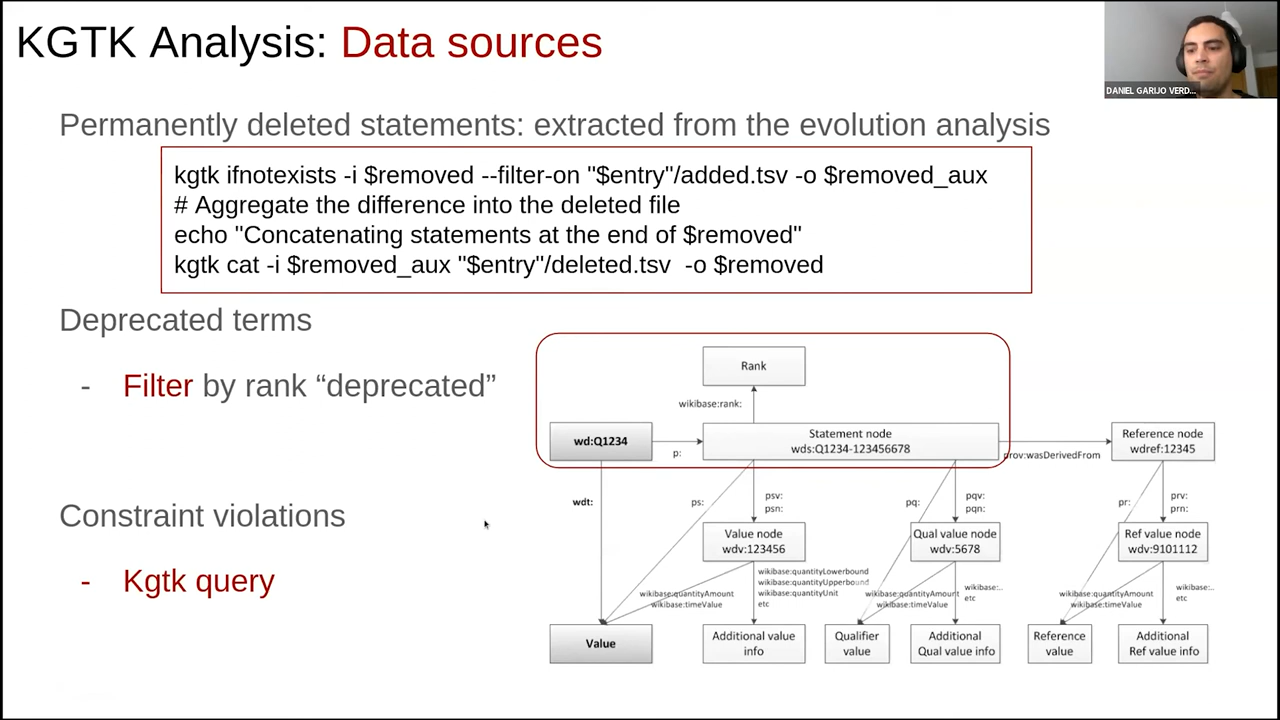 KGTK Analysis: Data sources
DANIEL GARIJO VERD...
Permanently deleted statements: extracted from the evolution analysis
kgtk ifnotexists -i $removed --filter-on "$entry"/added.tsv -o $removed_aux
# Aggregate the difference into the deleted file
echo "Concatenating statements at the end of $removed"
kgtk cat -i $removed_aux "$entry"/deleted.tsv -o $removed
Deprecated terms
- Filter by rank “deprecated”
Constraint violations
- Kgtk query
Rank
wikibase:rank:
wd:Q1234
p:
Statement node
wds:Q1234-123456678
prov:wasDerivedFrom
Reference node
wdref:12345
wdt:
ps:
psv:
psn:
pq:
pqv:
pqn:
pr:
prv:
prn:
Value node
wdv:123456
Qual value node
wdv:5678
Ref value node
wdv:9101112
wikibase:quantityAmount
wikibase:timeValue
wikibase:quantityLowerbound
wikibase:quantityUpperbound
wikibase:quantityUnit
etc
wikibase:quantityAmount
wikibase:timeValue
wikibase:..
etc
wikibase:quantityAmount
wikibase:timeValue
wikibase:..
etc
Value
Additional value
info
Qualifier
value
Additional
Qual value info
Reference
value
Additional
Ref value info